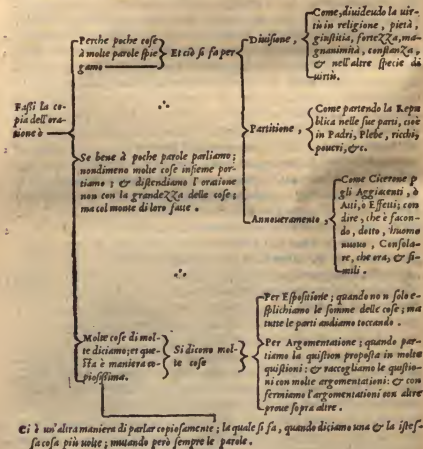 Fassi la co-
pia dell'ora-
tione ò
Perche poche cose
à molte parole spie
gamo
Et ciò si fa per
Diuisione,
Come, diuidendo la uir-
tù in religione, pietà,
giustitia, fortezza, ma-
gnanimità, constanza,
& nell'altre specie di
uirtù.
Partitione,
Come partendo la Repu
blica nelle sue parti, cioè
in Padri, Plebe, ricchi,
poueri, &c.
Annoueramento,
Come Cicerone p
gli Aggiacenti, ò
Atti, o Effetti; con
dire, che è facon-
do, dotto, huomo
nuouo, Consola-
re, che ora, & si-
mili.
Se bene à poche parole parliamo;
nondimeno molte cose insieme por-
tiamo; & distendiamo l'oratione
non con la grandezza delle cose;
ma col monte di loro fatte.
Molte cose di mol-
te diciamo; et que-
sta è maniera co-
piosissima.
Si dicono mol-
te cose
Per Espositione; quando no n solo e-
splichiamo le somme delle cose; ma
tutte le parti andiamo toccando.
Per Argomentatione; quando par-
tiamo la quistion proposta in molte
quistioni: & raccogliamo le quistio-
ni con molte argomentationi: & con
fermiamo l'argomentationi con altre
proue sopra altre.
Ci è un'altra maniera di parlar copiosamente; la quale si fa, quando diciamo una & la istes-
sa cosa più uolte; mutando però sempre le parole.